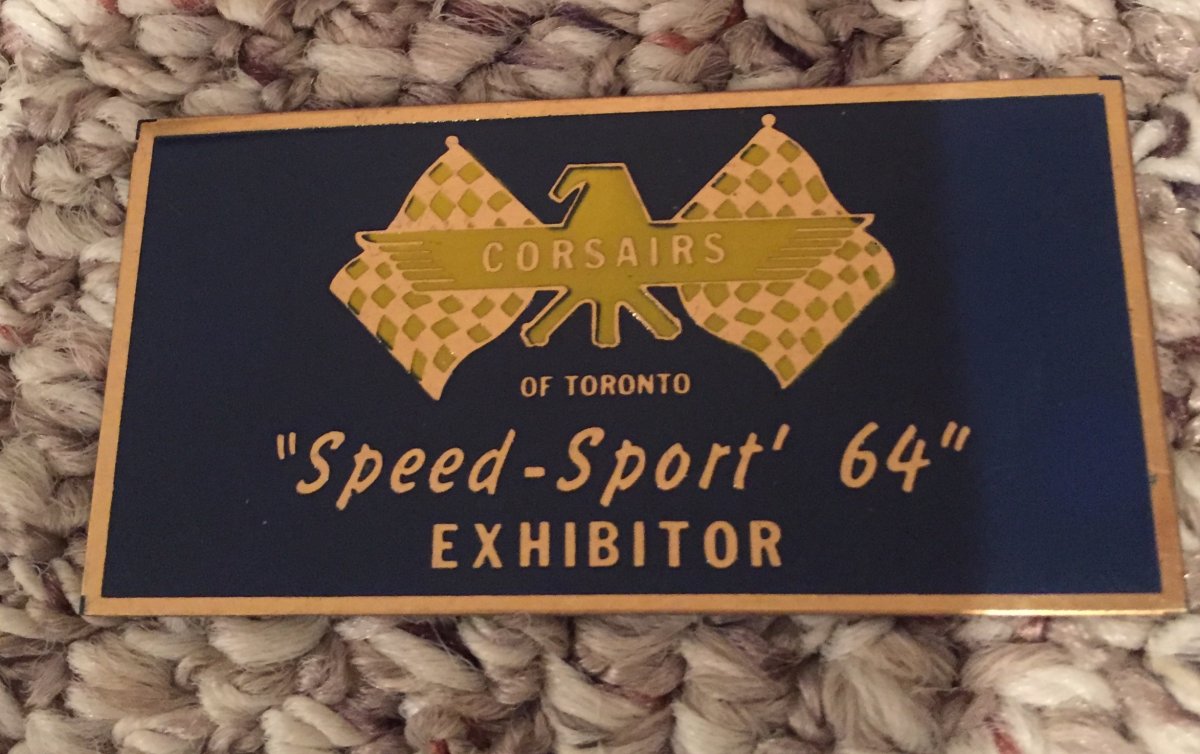 CORSAIRS
OF TORONTO
"Speed-Sport' 64"
EXHIBITOR